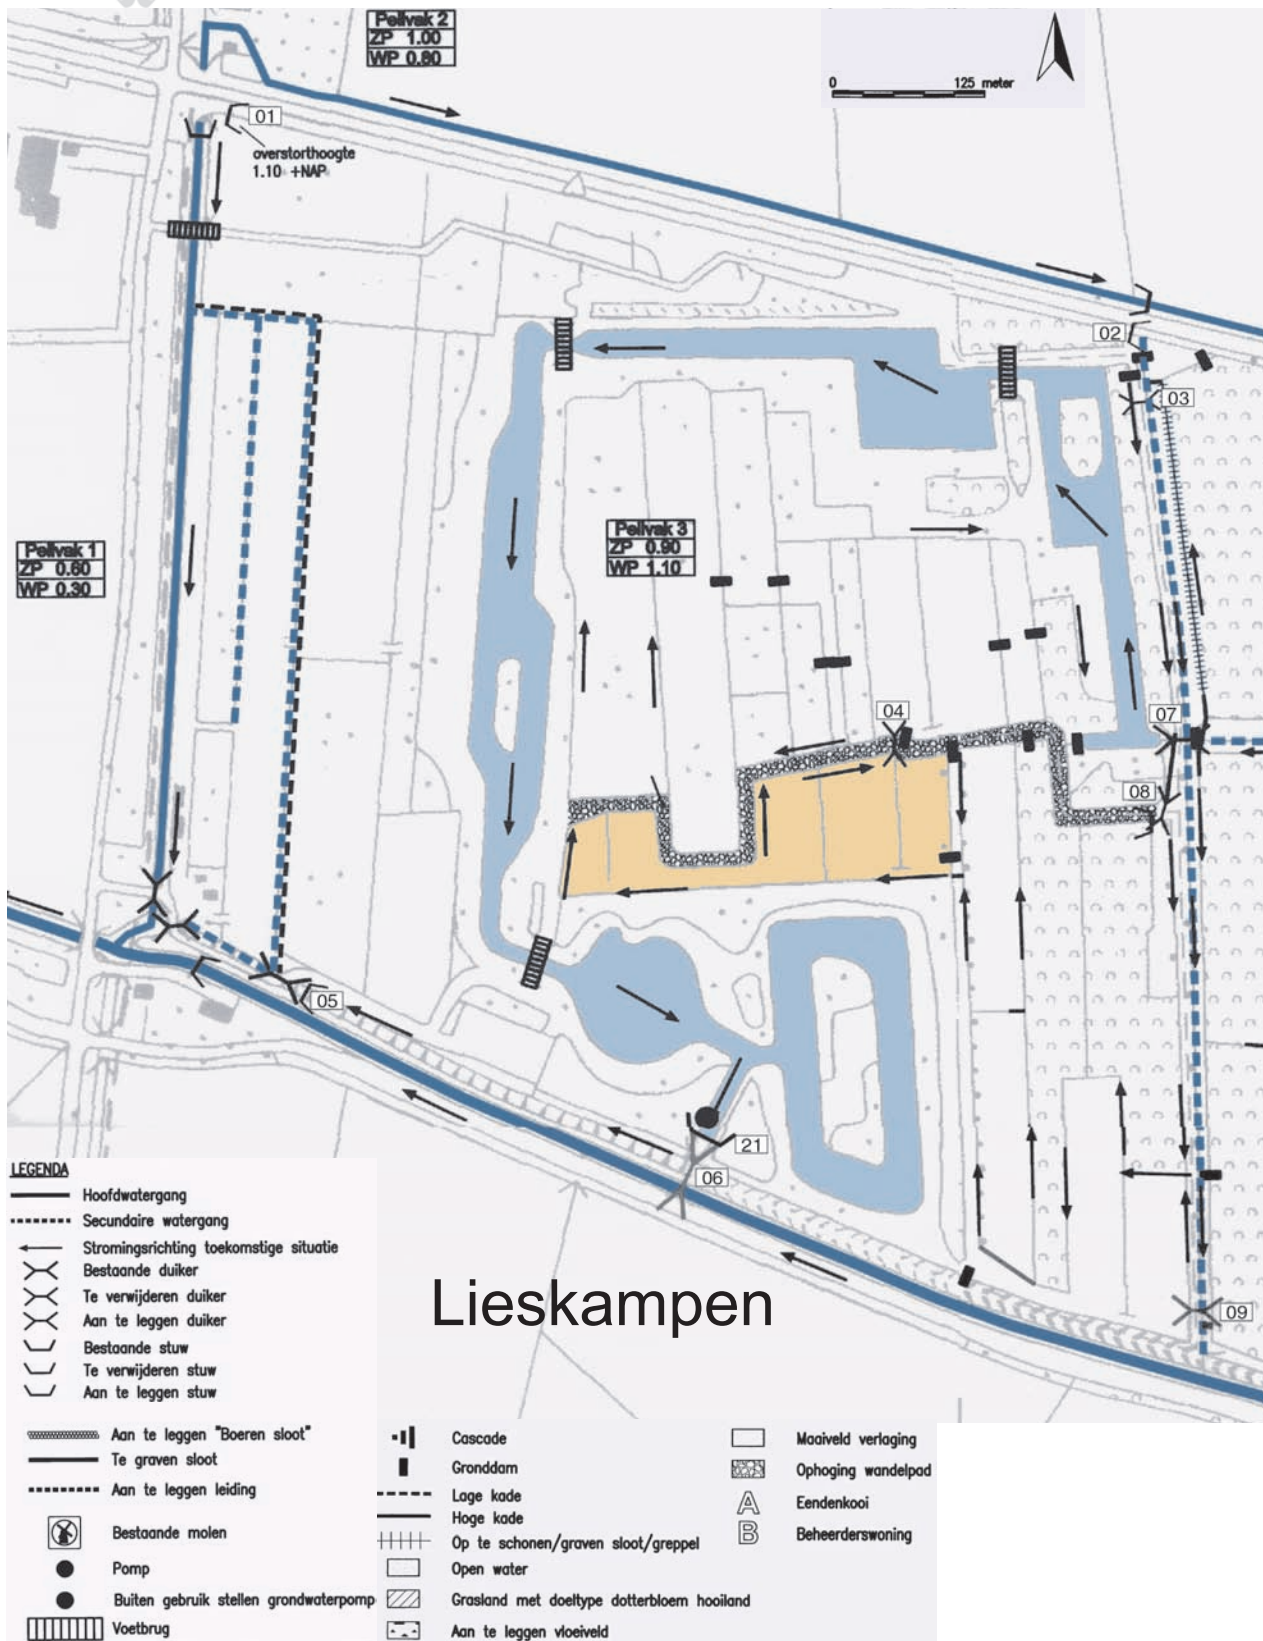 Peilvak 2
ZP 1.00
WP 0.80
0 125 meter
01
overstorthoogte
1.10 +NAP
02
03
Peilvak 1
ZP 0.60
WP 0.30
Peilvak 3
ZP 0.90
WP 1.10
04
07
08
05
21
06
09
Lieskampen
LEGENDA
Hoofdwatergang
Secundaire watergang
Stromingsrichting toekomstige situatie
Bestaande duiker
Te verwijderen duiker
Aan te leggen duiker
Bestaande stuw
Te verwijderen stuw
Aan te leggen stuw
Aan te leggen "Boeren sloot"
Te graven sloot
Aan te leggen leiding
Bestaande molen
Pomp
Buiten gebruik stellen grondwaterpomp
Voetbrug
Cascade
Gronddam
Lage kade
Hoge kade
Op te schonen/graven sloot/greppel
Open water
Grasland met doeltype dotterbloem hooiland
Aan te leggen vloeiveld
Maaiveld verlaging
Ophoging wandelpad
A Eendenkooi
B Beheerderswoning